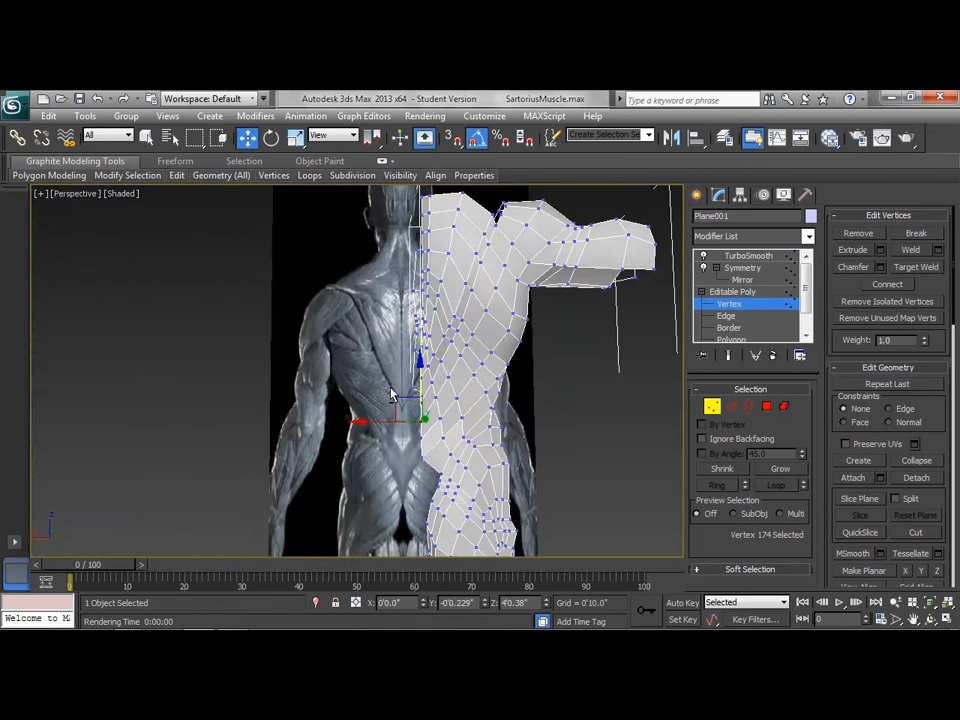 Workspace: Default
Autodesk 3ds Max 2013 x64 - Student Version
SartoriusMuscle.max
Type a keyword or phrase
Edit Tools Group Views Create Modifiers Animation Graph Editors Rendering Customize MAXScript Help
All
View
Create Selection Se
Graphite Modeling Tools Freeform Selection Object Paint
Polygon Modeling Modify Selection Edit Geometry (All) Vertices Loops Subdivision Visibility Align Properties
[+] [Perspective] [Shaded]
Plane001
Modifier List
TurboSmooth
Symmetry
Mirror
Editable Poly
Vertex
Edge
Border
Polygon
Selection
By Vertex
Ignore Backfacing
By Angle: 45.0
Shrink Grow
Ring Loop
Preview Selection
Off SubObj Multi
Vertex 174 Selected
Soft Selection
Edit Vertices
Remove Break
Extrude Weld
Chamfer Target Weld
Connect
Remove Isolated Vertices
Remove Unused Map Verts
Weight: 1.0
Edit Geometry
Repeat Last
Constraints
None Edge
Face Normal
Preserve UVs
Create Collapse
Attach Detach
Slice Plane Split
Slice Reset Plane
QuickSlice Cut
MSmooth Tessellate
Make Planar X Y Z
0 / 100
0 10 20 30 40 50 60 70 80 90 100
1 Object Selected
X: 0'0.0" Y: -0'0.229" Z: 4'0.38" Grid = 0'10.0"
Auto Key Selected
Set Key Key Filters...
0
Welcome to M
Rendering Time 0:00:00
Add Time Tag